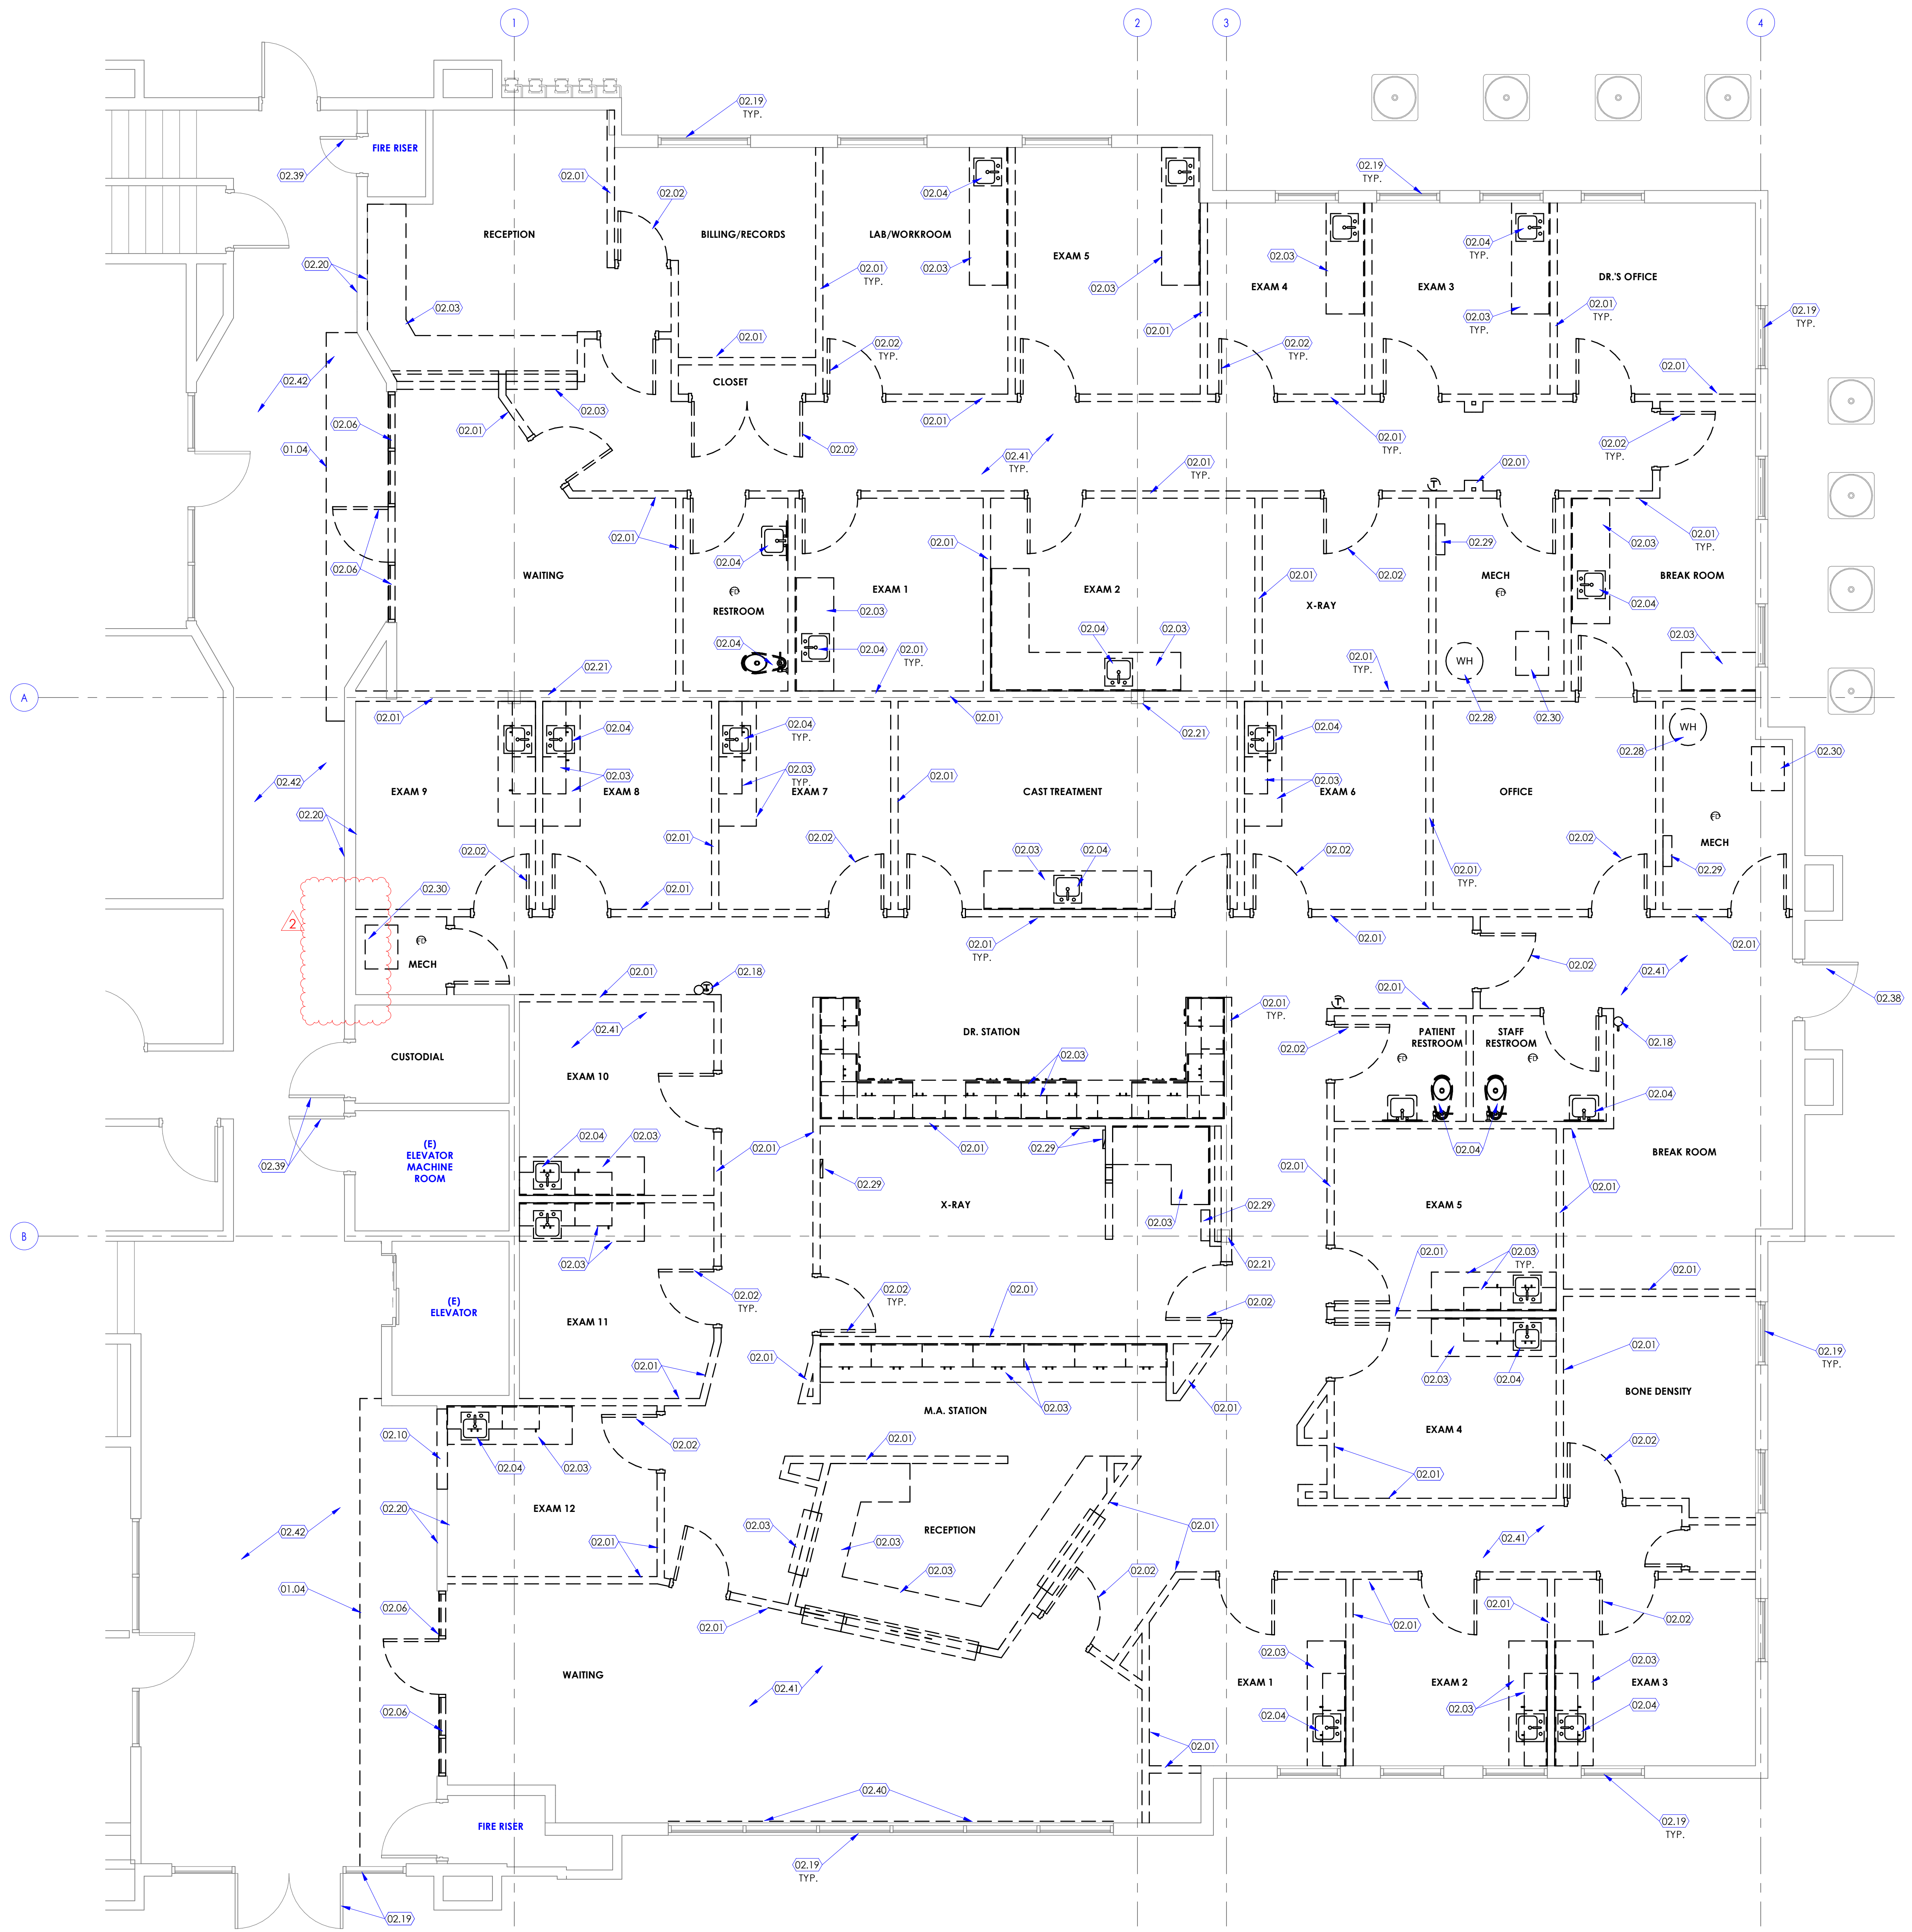 1
2
3
4
02.19
TYP.
02.19
TYP.
FIRE RISER
02.39
02.01
02.02
02.04
RECEPTION
BILLING/RECORDS
LAB/WORKROOM
EXAM 5
02.04
TYP.
02.20
02.01
TYP.
02.03
02.03
02.03
EXAM 4
EXAM 3
DR.'S OFFICE
02.03
02.03
TYP.
02.01
TYP.
02.19
TYP.
02.01
02.01
02.02
TYP.
02.02
TYP.
02.01
02.42
CLOSET
02.03
02.06
02.01
01.04
02.02
02.01
02.41
TYP.
02.01
TYP.
02.01
TYP.
02.01
02.02
TYP.
T
02.01
02.04
02.01
02.29
02.03
02.01
TYP.
02.06
WAITING
FD
RESTROOM
EXAM 1
02.03
EXAM 2
02.01
X-RAY
02.02
MECH
FD
BREAK ROOM
02.04
02.04
02.04
02.01
TYP.
02.04
02.03
02.01
TYP.
WH
02.03
02.21
A
02.01
02.01
02.21
02.28
02.30
WH
02.28
02.30
02.04
02.04
TYP.
02.04
02.42
02.03
02.03
TYP.
02.01
02.03
EXAM 9
EXAM 8
EXAM 7
CAST TREATMENT
EXAM 6
OFFICE
02.20
FD
MECH
02.02
02.01
02.02
02.03
02.04
02.02
02.01
TYP.
02.02
02.29
02.30
02.01
2
FD
MECH
02.01
TYP.
02.01
02.01
02.02
02.01
T
02.18
02.41
02.38
02.01
T
02.01
TYP.
02.41
DR. STATION
PATIENT
RESTROOM
STAFF
RESTROOM
02.02
02.18
FD
FD
CUSTODIAL
EXAM 10
02.03
02.04
(E)
ELEVATOR
MACHINE
ROOM
02.39
02.04
02.03
02.01
02.01
02.29
02.04
BREAK ROOM
02.29
02.01
02.01
X-RAY
02.03
02.29
EXAM 5
B
02.03
02.21
02.01
02.03
TYP.
02.01
(E)
ELEVATOR
02.02
TYP.
02.02
TYP.
02.01
02.02
EXAM 11
02.01
02.01
02.03
02.04
02.01
02.19
TYP.
BONE DENSITY
02.03
02.01
M.A. STATION
EXAM 4
02.10
02.02
02.01
02.02
02.04
02.03
02.01
02.20
EXAM 12
02.03
RECEPTION
02.01
02.42
02.03
02.41
02.01
02.03
01.04
02.02
02.06
02.01
02.01
02.01
02.02
WAITING
02.41
02.03
EXAM 1
EXAM 2
02.03
EXAM 3
02.06
02.04
02.03
02.04
02.01
02.40
FIRE RISER
02.19
TYP.
02.19
TYP.
02.19